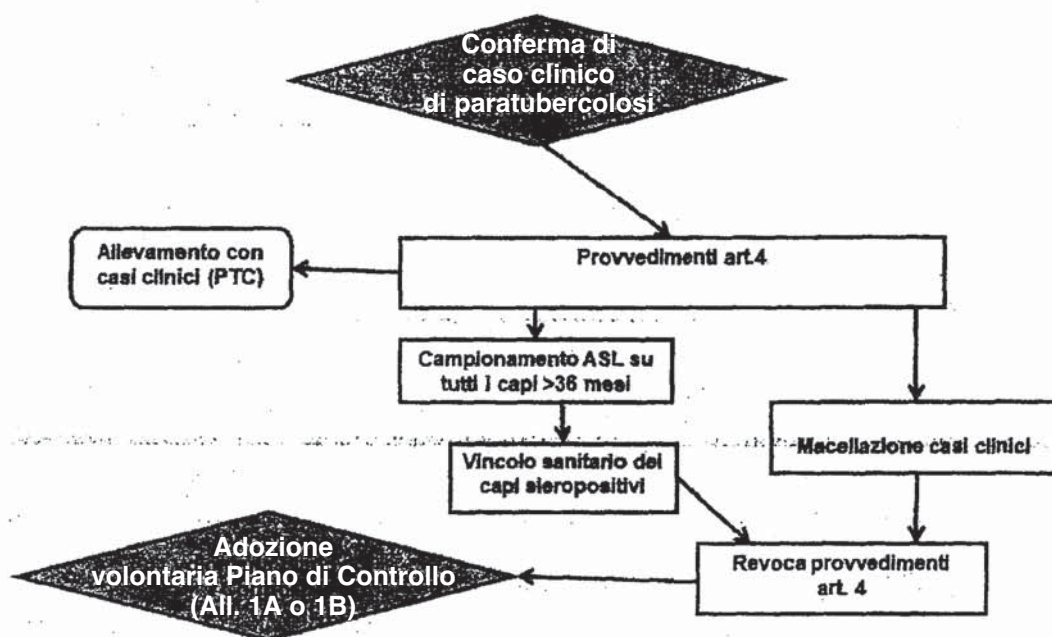 Conferma di
caso clinico
di paratubercolosi
Provvedimenti art.4
Allevamento con
casi clinici (PTC)
Campionamento ASL su
tutti i capi >36 mesi
Macellazione casi clinici
Vincolo sanitario dei
capi sieropositivi
Adozione
volontaria Piano di Controllo
(All. 1A o 1B)
Revoca provvedimenti
art. 4